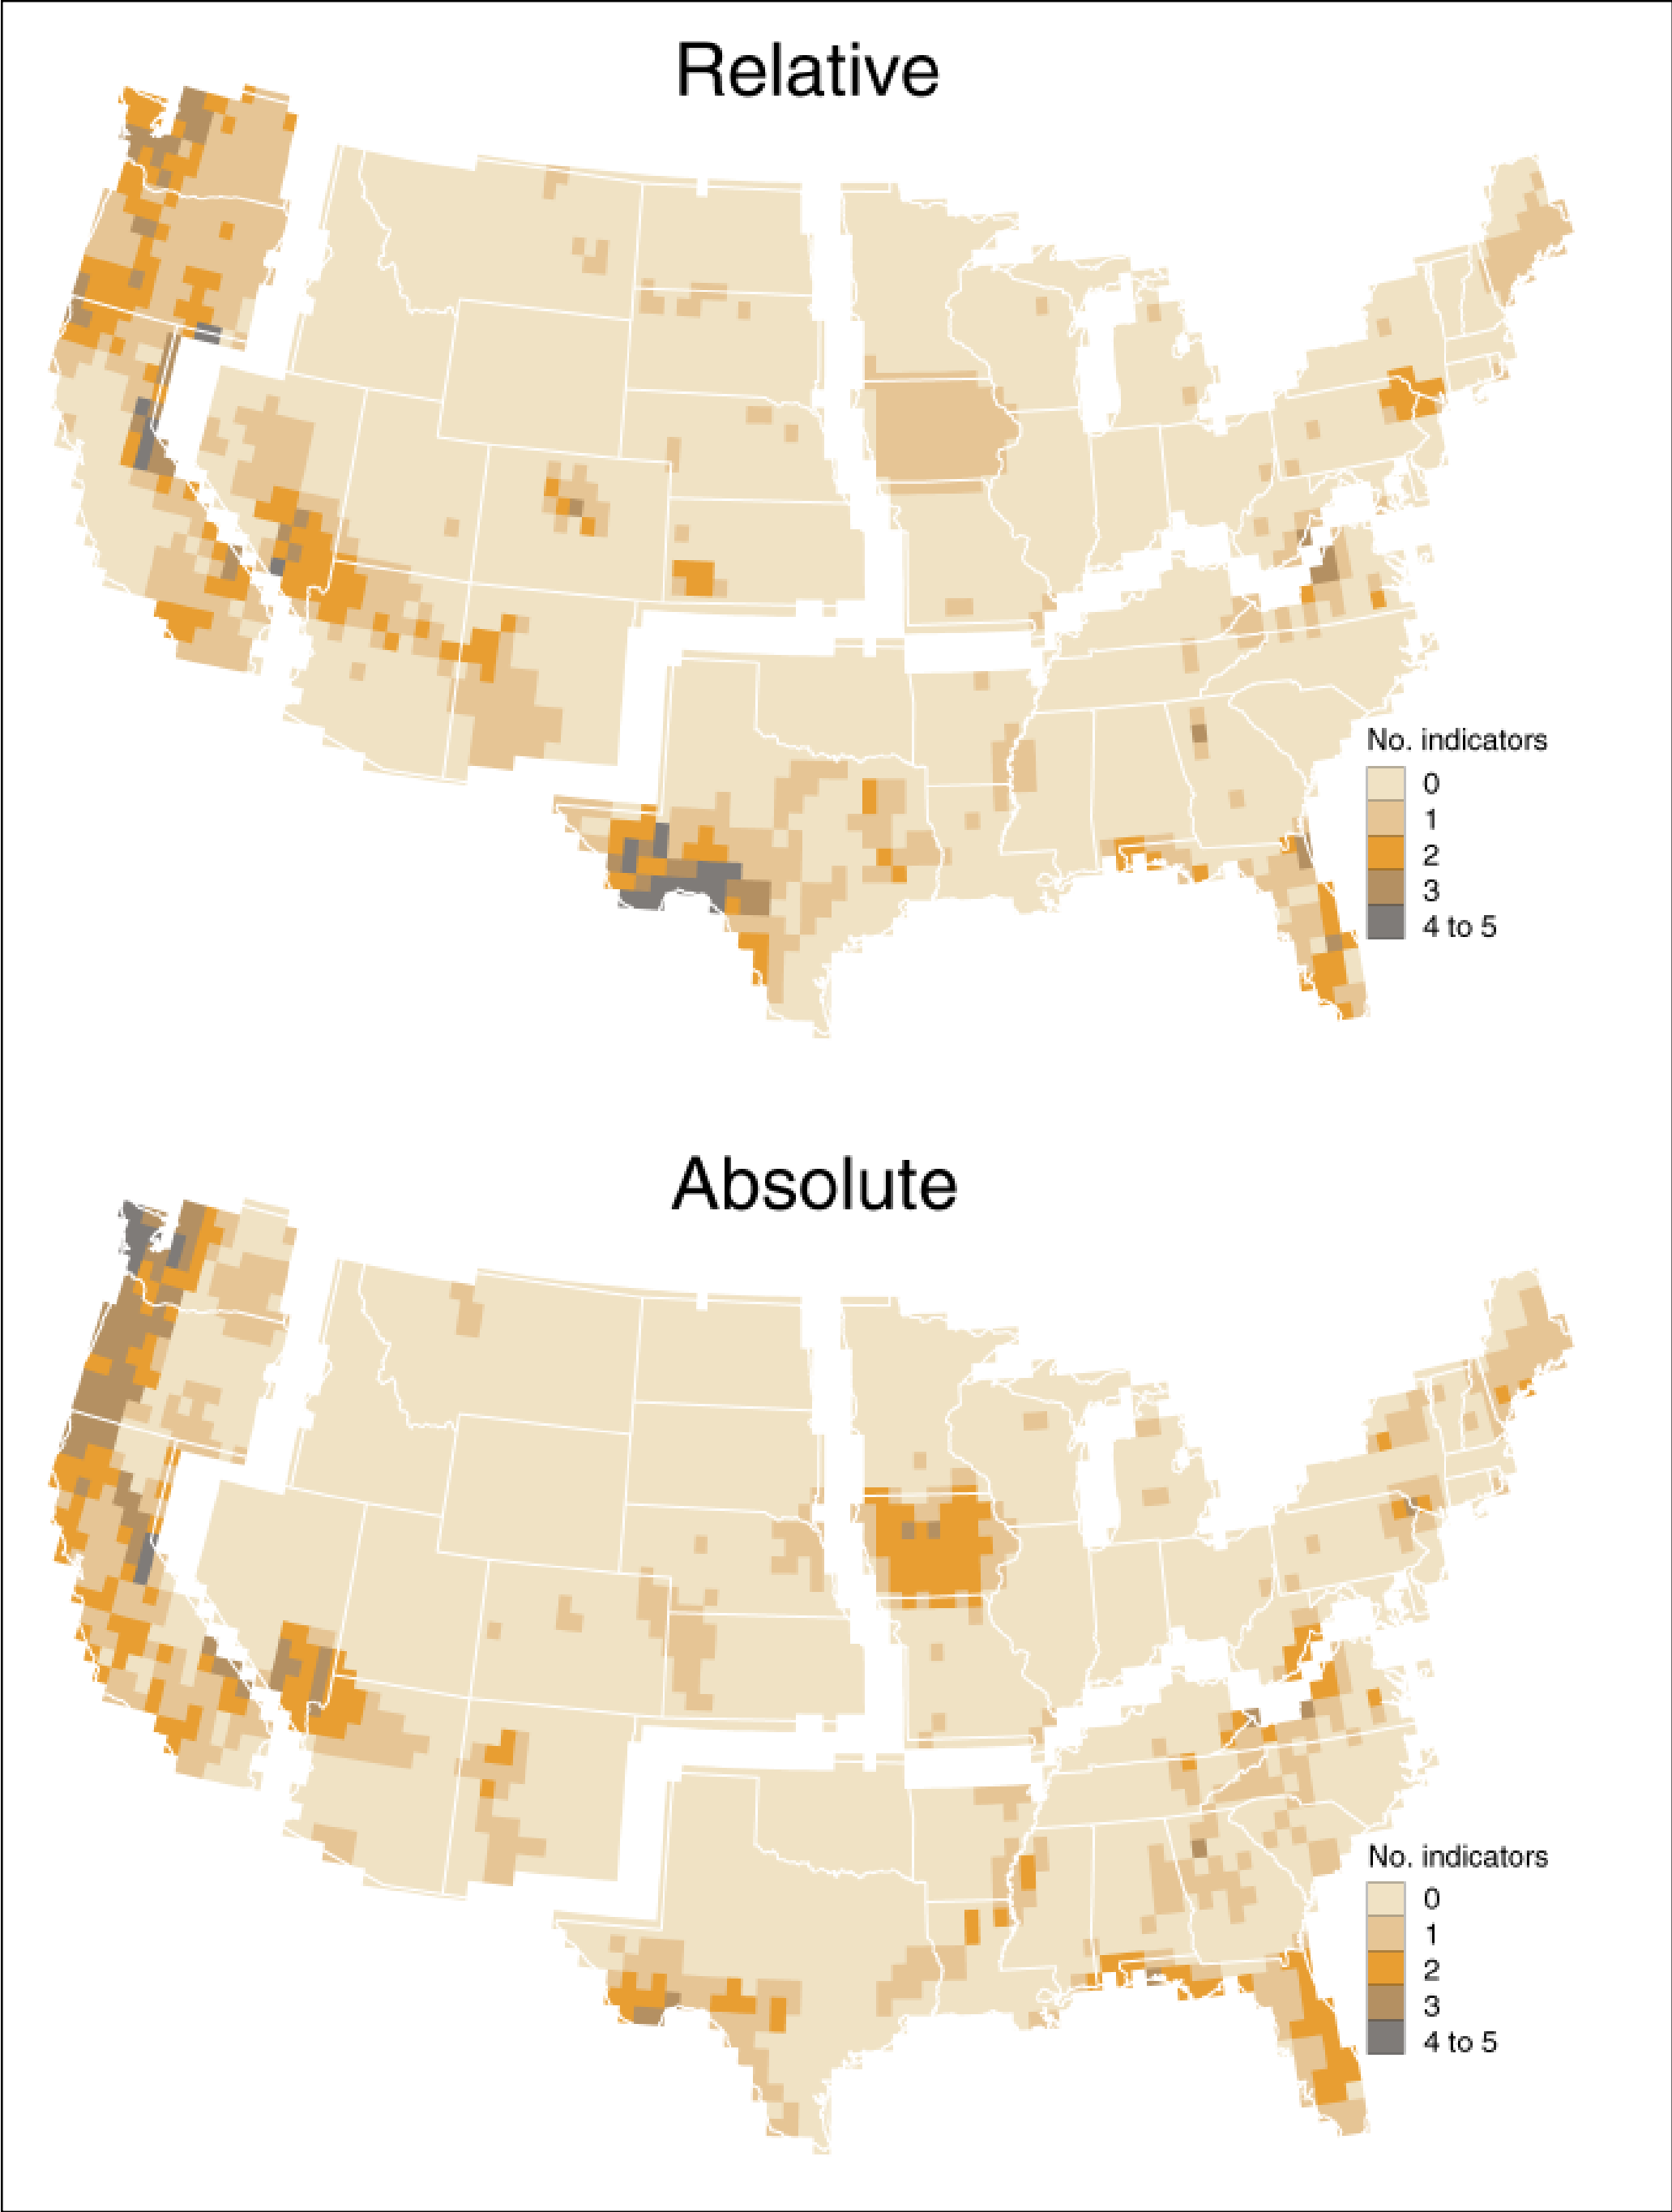 Relative
No. indicators
0
1
2
3
4 to 5
Absolute
No. indicators
0
1
2
3
4 to 5